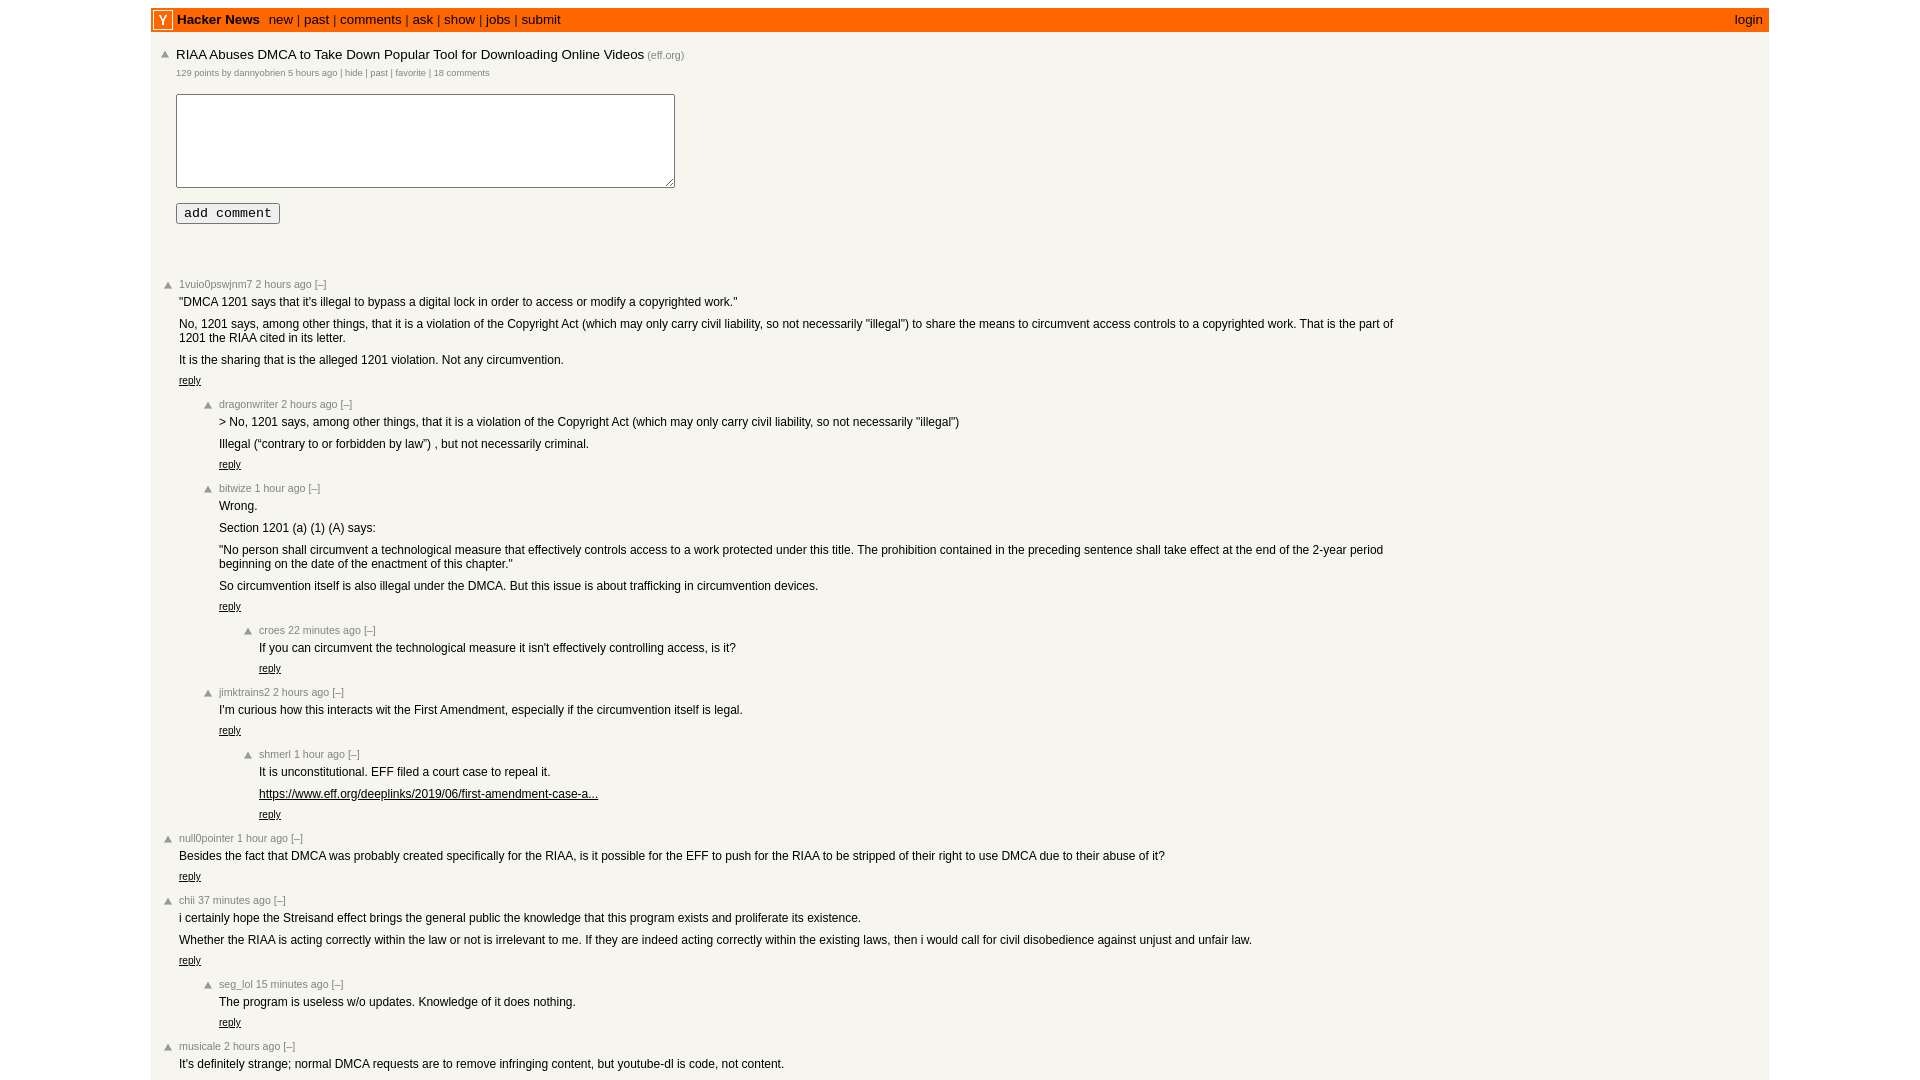 Y Hacker News new | past | comments | ask | show | jobs | submit login
RIAA Abuses DMCA to Take Down Popular Tool for Downloading Online Videos (eff.org)
129 points by dannyobrien 5 hours ago | hide | past | favorite | 18 comments
add comment
1vuio0pswjnm7 2 hours ago [–]
"DMCA 1201 says that it's illegal to bypass a digital lock in order to access or modify a copyrighted work."
No, 1201 says, among other things, that it is a violation of the Copyright Act (which may only carry civil liability, so not necessarily "illegal") to share the means to circumvent access controls to a copyrighted work. That is the part of
1201 the RIAA cited in its letter.
It is the sharing that is the alleged 1201 violation. Not any circumvention.
reply
dragonwriter 2 hours ago [–]
> No, 1201 says, among other things, that it is a violation of the Copyright Act (which may only carry civil liability, so not necessarily "illegal")
Illegal (“contrary to or forbidden by law”) , but not necessarily criminal.
reply
bitwize 1 hour ago [–]
Wrong.
Section 1201 (a) (1) (A) says:
"No person shall circumvent a technological measure that effectively controls access to a work protected under this title. The prohibition contained in the preceding sentence shall take effect at the end of the 2-year period
beginning on the date of the enactment of this chapter."
So circumvention itself is also illegal under the DMCA. But this issue is about trafficking in circumvention devices.
reply
croes 22 minutes ago [–]
If you can circumvent the technological measure it isn't effectively controlling access, is it?
reply
jimktrains2 2 hours ago [–]
I'm curious how this interacts wit the First Amendment, especially if the circumvention itself is legal.
reply
shmerl 1 hour ago [–]
It is unconstitutional. EFF filed a court case to repeal it.
https://www.eff.org/deeplinks/2019/06/first-amendment-case-a...
reply
null0pointer 1 hour ago [–]
Besides the fact that DMCA was probably created specifically for the RIAA, is it possible for the EFF to push for the RIAA to be stripped of their right to use DMCA due to their abuse of it?
reply
chii 37 minutes ago [–]
i certainly hope the Streisand effect brings the general public the knowledge that this program exists and proliferate its existence.
Whether the RIAA is acting correctly within the law or not is irrelevant to me. If they are indeed acting correctly within the existing laws, then i would call for civil disobedience against unjust and unfair law.
reply
seg_lol 15 minutes ago [–]
The program is useless w/o updates. Knowledge of it does nothing.
reply
musicale 2 hours ago [–]
It's definitely strange; normal DMCA requests are to remove infringing content, but youtube-dl is code, not content.